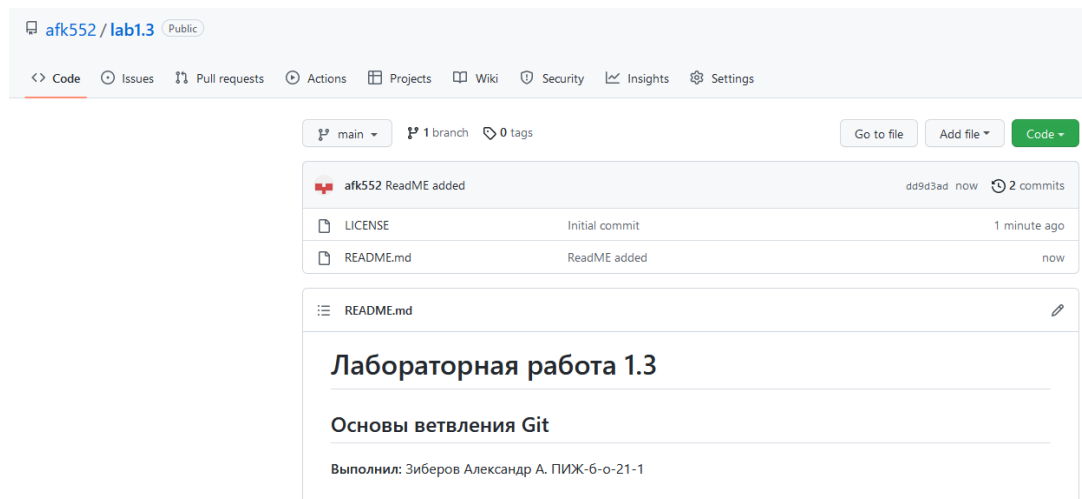 afk552 / lab1.3 Public
Code Issues Pull requests Actions Projects Wiki Security Insights Settings
main 1 branch 0 tags Go to file Add file Code
afk552 ReadME added dd9d3ad now 2 commits
LICENSE Initial commit 1 minute ago
README.md ReadME added now
README.md
Лабораторная работа 1.3
Основы ветвления Git
Выполнил: Зиберов Александр А. ПИЖ-б-о-21-1